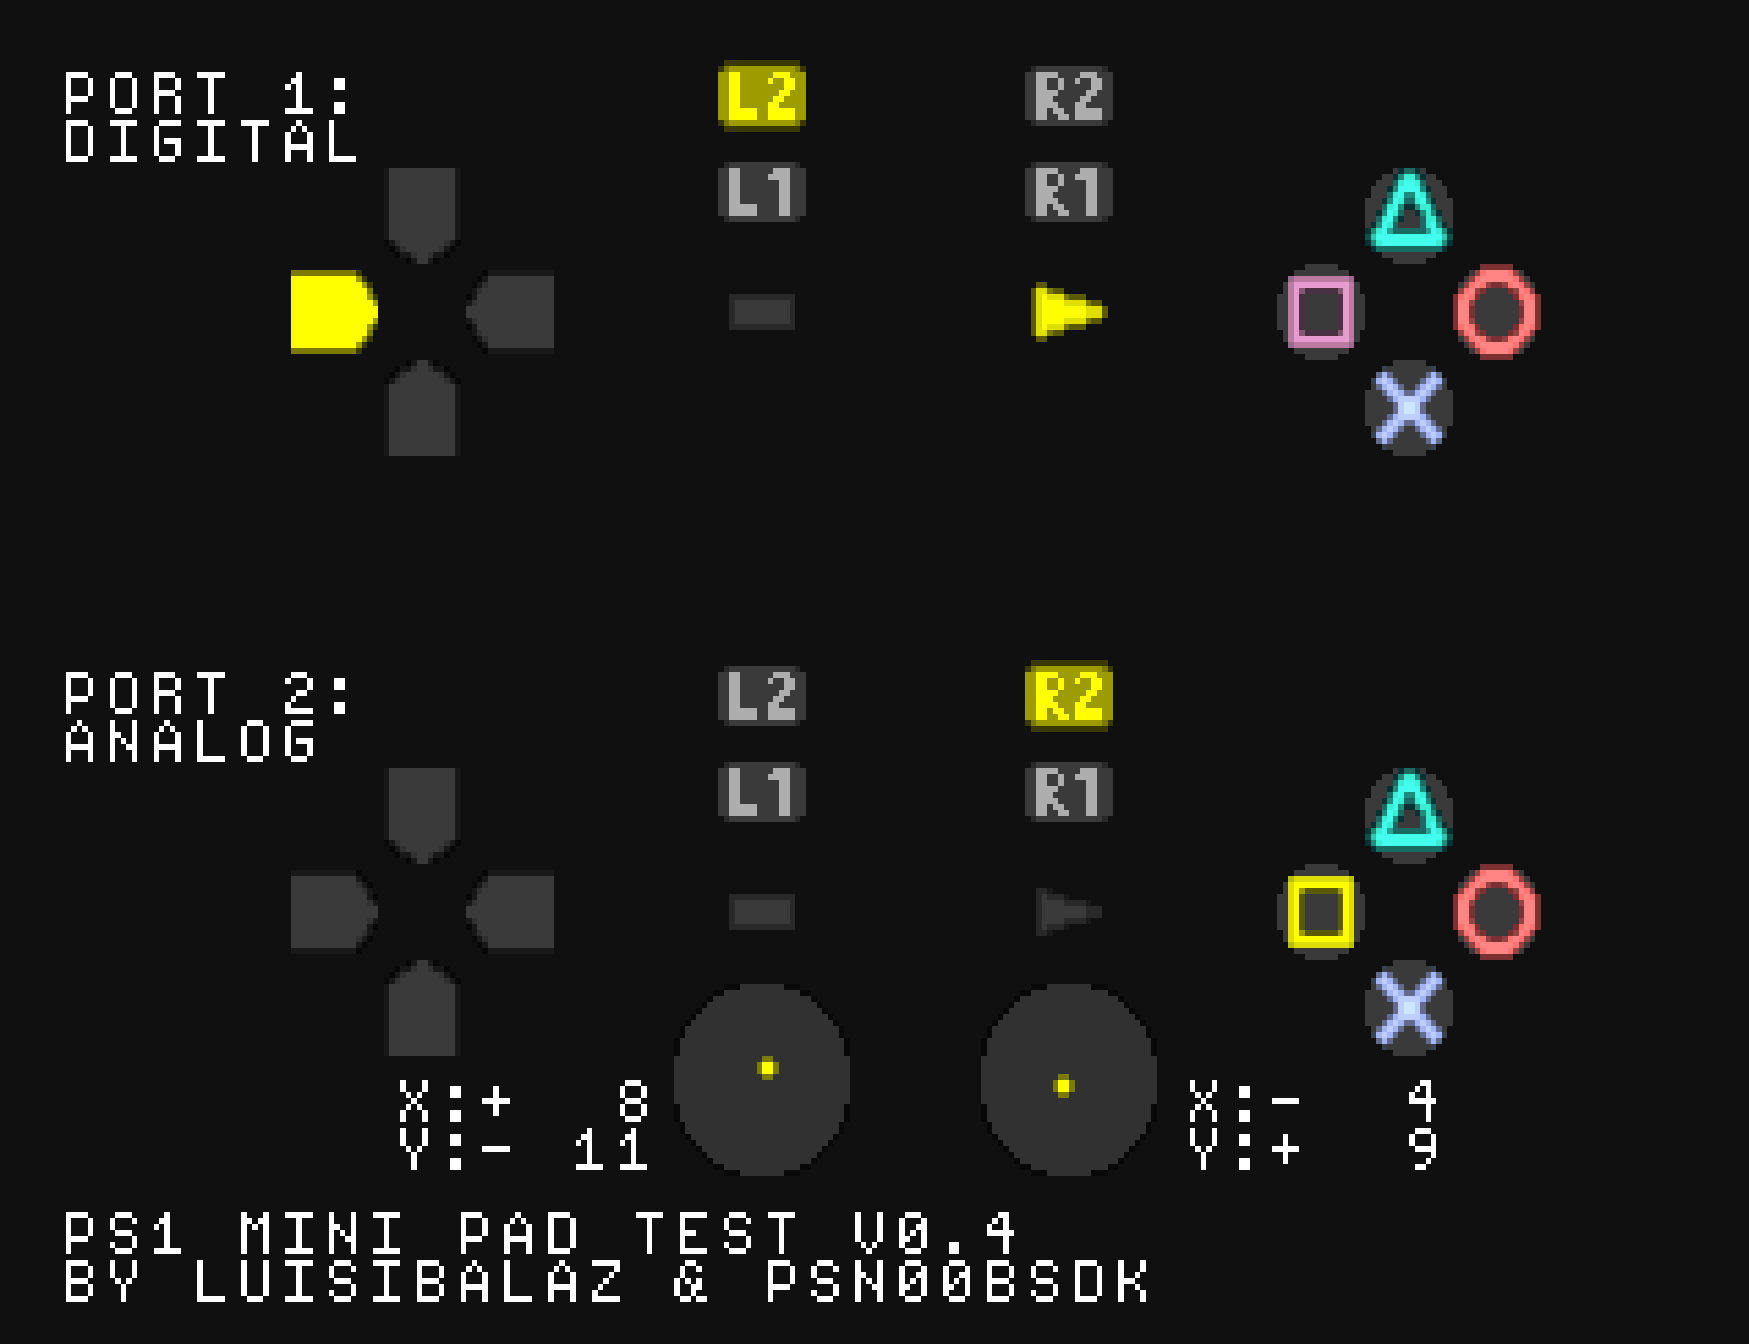 PORT 1:
DIGITAL
L2
R2
L1
R1
PORT 2:
ANALOG
L2
R2
L1
R1
X:+ 8
Y:- 11
X:- 4
Y:+ 9
PS1 MINI PAD TEST V0.4
BY LUISIBALAZ & PSN00BSDK